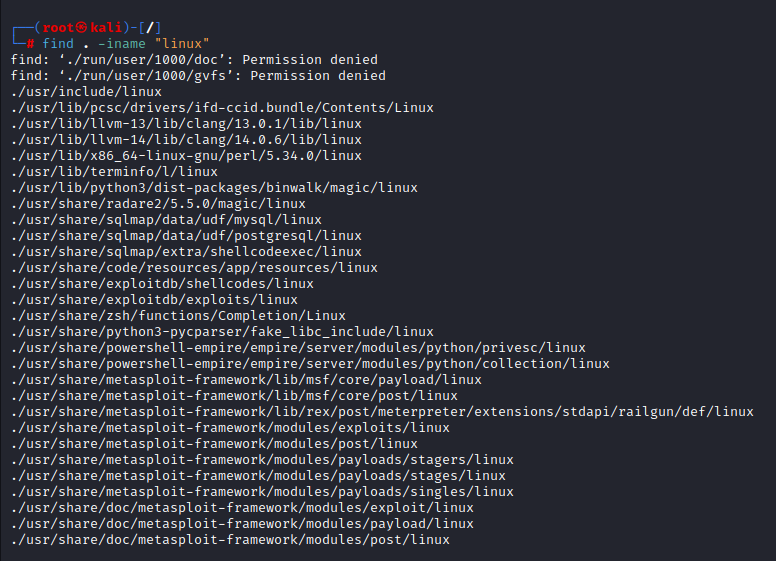 ┌──(root㉿kali)-[/]
└─# find . -iname "linux"
find: ‘./run/user/1000/doc’: Permission denied
find: ‘./run/user/1000/gvfs’: Permission denied
./usr/include/linux
./usr/lib/pcsc/drivers/ifd-ccid.bundle/Contents/Linux
./usr/lib/llvm-13/lib/clang/13.0.1/lib/linux
./usr/lib/llvm-14/lib/clang/14.0.6/lib/linux
./usr/lib/x86_64-linux-gnu/perl/5.34.0/linux
./usr/lib/terminfo/l/linux
./usr/lib/python3/dist-packages/binwalk/magic/linux
./usr/share/radare2/5.5.0/magic/linux
./usr/share/sqlmap/data/udf/mysql/linux
./usr/share/sqlmap/data/udf/postgresql/linux
./usr/share/sqlmap/extra/shellcodeexec/linux
./usr/share/code/resources/app/resources/linux
./usr/share/exploitdb/shellcodes/linux
./usr/share/exploitdb/exploits/linux
./usr/share/zsh/functions/Completion/Linux
./usr/share/python3-pycparser/fake_libc_include/linux
./usr/share/powershell-empire/empire/server/modules/python/privesc/linux
./usr/share/powershell-empire/empire/server/modules/python/collection/linux
./usr/share/metasploit-framework/lib/msf/core/payload/linux
./usr/share/metasploit-framework/lib/msf/core/post/linux
./usr/share/metasploit-framework/lib/rex/post/meterpreter/extensions/stdapi/railgun/def/linux
./usr/share/metasploit-framework/modules/exploits/linux
./usr/share/metasploit-framework/modules/post/linux
./usr/share/metasploit-framework/modules/payloads/stagers/linux
./usr/share/metasploit-framework/modules/payloads/stages/linux
./usr/share/metasploit-framework/modules/payloads/singles/linux
./usr/share/doc/metasploit-framework/modules/exploit/linux
./usr/share/doc/metasploit-framework/modules/payload/linux
./usr/share/doc/metasploit-framework/modules/post/linux